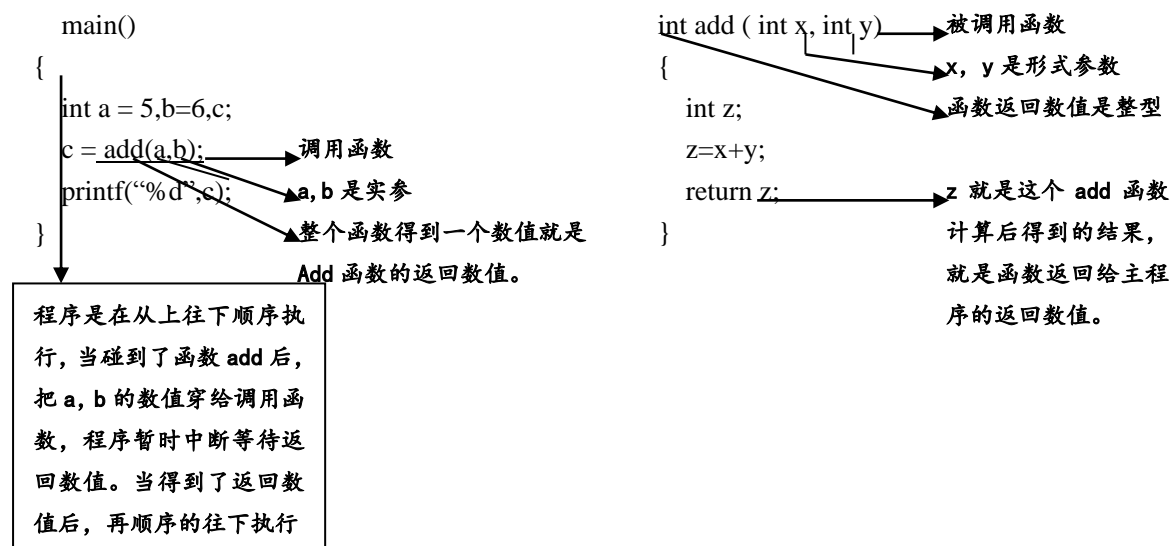 main()
{
int a = 5,b=6,c;
c = add(a,b);
printf(“%d”,c);
}
调用函数
a,b 是实参
整个函数得到一个数值就是
Add 函数的返回数值。
程序是在从上往下顺序执
行，当碰到了函数 add 后，
把 a, b 的数值穿给调用函
数，程序暂时中断等待返
回数值。当得到了返回数
值后，再顺序的往下执行
int add ( int x, int y)
{
int z;
z=x+y;
return z;
}
被调用函数
x, y 是形式参数
函数返回数值是整型
z 就是这个 add 函数
计算后得到的结果，
就是函数返回给主程
序的返回数值。